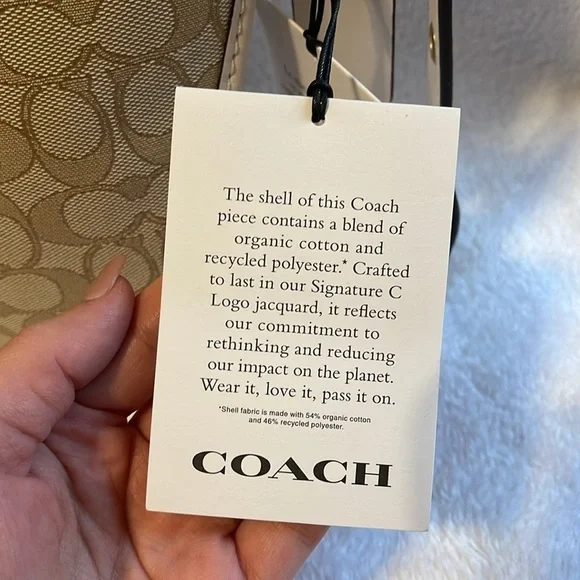 The shell of this Coach
piece contains a blend of
organic cotton and
recycled polyester.* Crafted
to last in our Signature C
Logo jacquard, it reflects
our commitment to
rethinking and reducing
our impact on the planet.
Wear it, love it, pass it on.
*Shell fabric is made with 54% organic cotton
and 46% recycled polyester.
COACH